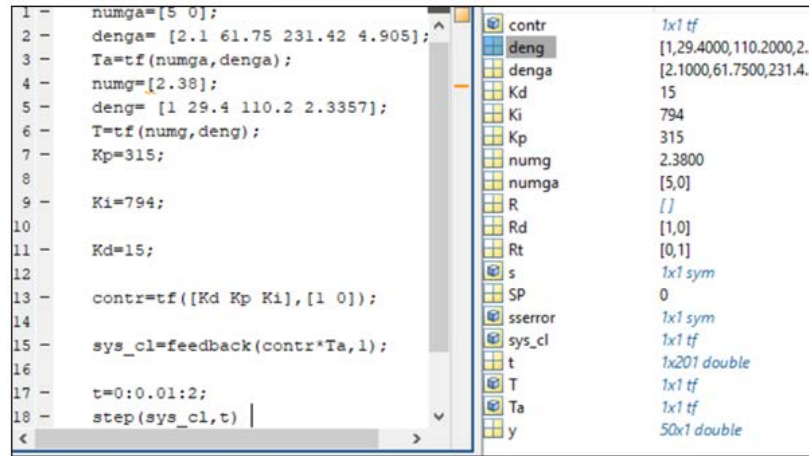 1 - numga=[5 0];
2 - denga= [2.1 61.75 231.42 4.905];
3 - Ta=tf(numga,denga);
4 - numg=[2.38];
5 - deng= [1 29.4 110.2 2.3357];
6 - T=tf(numg,deng);
7 - Kp=315;
8
9 - Ki=794;
10
11 - Kd=15;
12
13 - contr=tf([Kd Kp Ki],[1 0]);
14
15 - sys_cl=feedback(contr*Ta,1);
16
17 - t=0:0.01:2;
18 - step(sys_cl,t)
contr 1x1 tf
deng [1,29.4000,110.2000,2.
denga [2.1000,61.7500,231.4.
Kd 15
Ki 794
Kp 315
numg 2.3800
numga [5,0]
R []
Rd [1,0]
Rt [0,1]
s 1x1 sym
SP 0
sserror 1x1 sym
sys_cl 1x1 tf
t 1x201 double
T 1x1 tf
Ta 1x1 tf
y 50x1 double